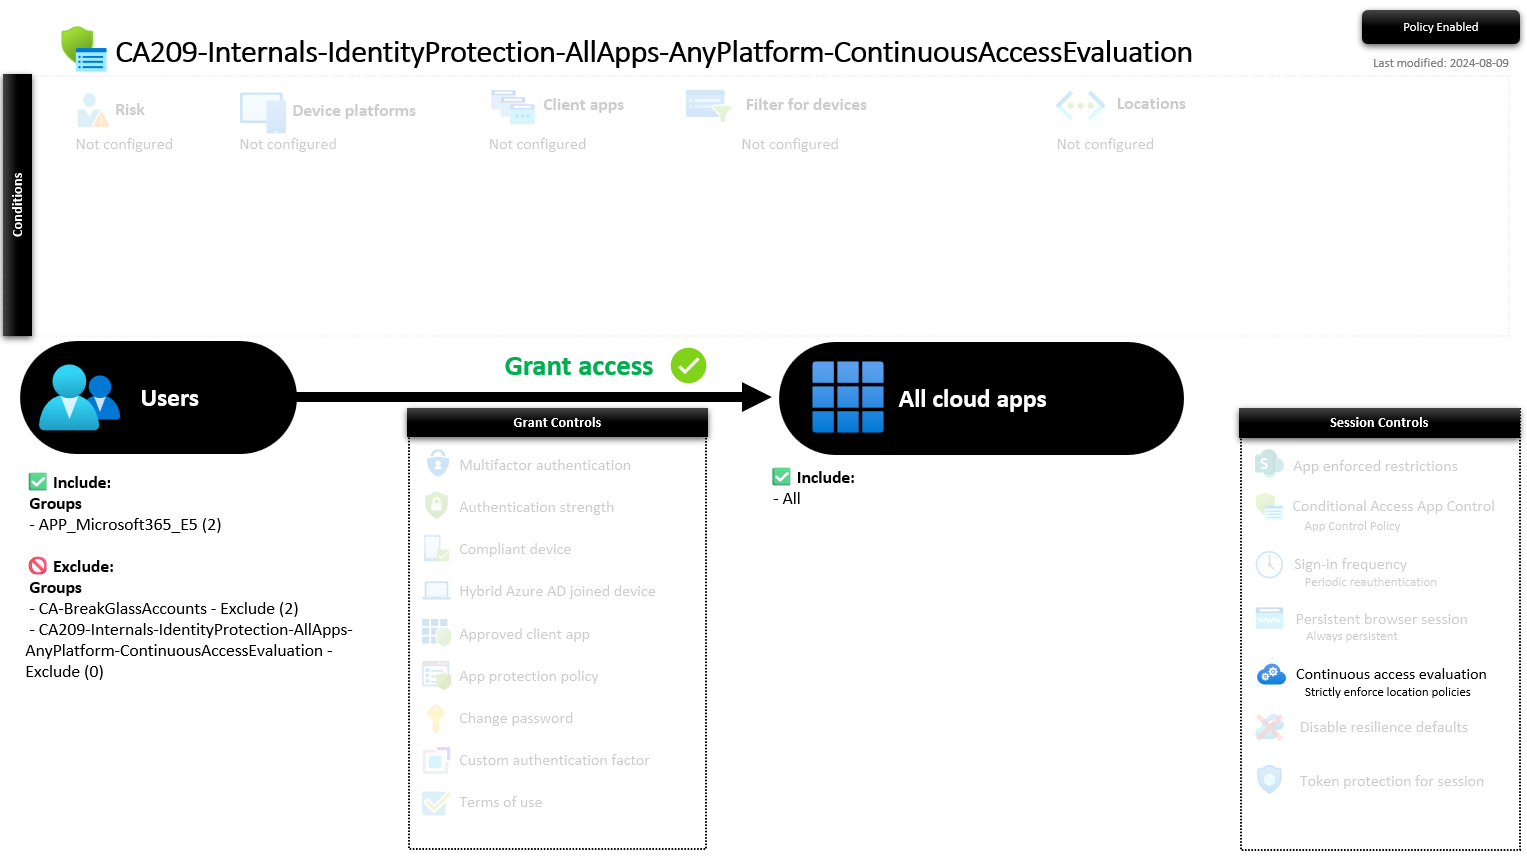 CA209-Internals-IdentityProtection-AllApps-AnyPlatform-ContinuousAccessEvaluation
Policy Enabled
Last modified: 2024-08-09
Conditions
Risk
Not configured
Device platforms
Not configured
Client apps
Not configured
Filter for devices
Not configured
Locations
Not configured
Users
Grant access
All cloud apps
Include:
Groups
- APP_Microsoft365_E5 (2)
Exclude:
Groups
- CA-BreakGlassAccounts - Exclude (2)
- CA209-Internals-IdentityProtection-AllApps-
AnyPlatform-ContinuousAccessEvaluation -
Exclude (0)
Grant Controls
Multifactor authentication
Authentication strength
Compliant device
Hybrid Azure AD joined device
Approved client app
App protection policy
Change password
Custom authentication factor
Terms of use
Include:
- All
Session Controls
S
App enforced restrictions
Conditional Access App Control
App Control Policy
Sign-in frequency
Periodic reauthentication
www
Persistent browser session
Always persistent
Continuous access evaluation
Strictly enforce location policies
Disable resilience defaults
Token protection for session